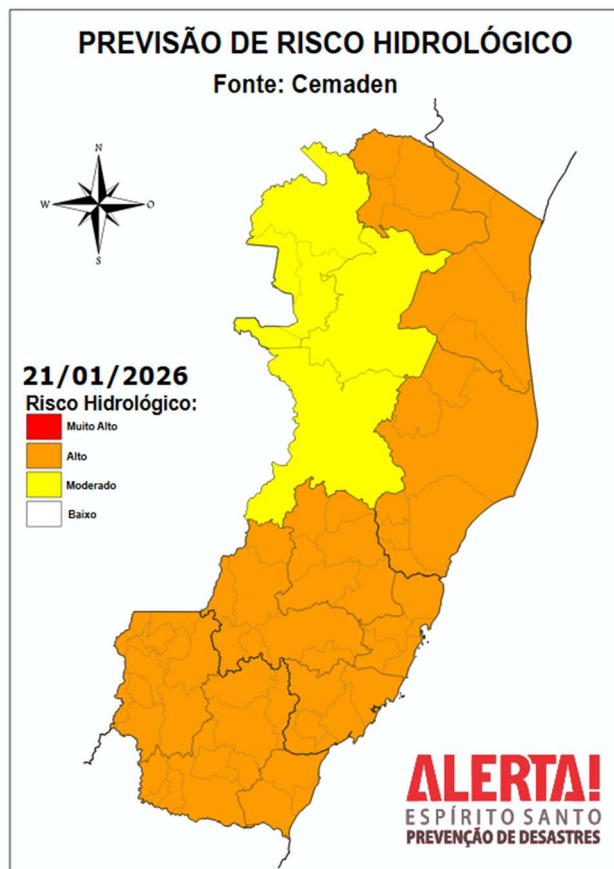 PREVISÃO DE RISCO HIDROLÓGICO
Fonte: Cemaden
N
W
O
S
21/01/2026
Risco Hidrológico:
Muito Alto
Alto
Moderado
Baixo
ALERTA!
ESPÍRITO SANTO
PREVENÇÃO DE DESASTRES